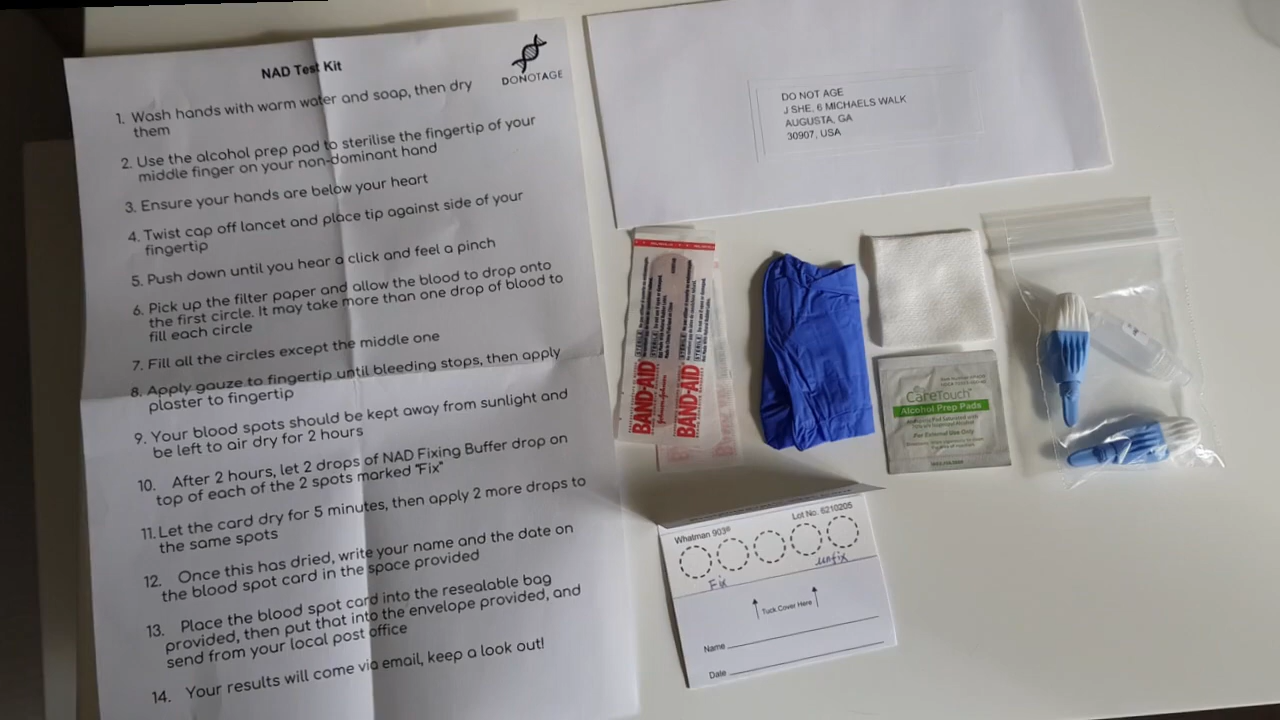 NAD Test Kit
DONOTAGE
1. Wash hands with warm water and soap, then dry
them
2. Use the alcohol prep pad to sterilise the fingertip of your
middle finger on your non-dominant hand
3. Ensure your hands are below your heart
4. Twist cap off lancet and place tip against side of your
fingertip
5. Push down until you hear a click and feel a pinch
6. Pick up the filter paper and allow the blood to drop onto
the first circle. It may take more than one drop of blood to
fill each circle
7. Fill all the circles except the middle one
8. Apply gauze to fingertip until bleeding stops, then apply
plaster to fingertip
9. Your blood spots should be kept away from sunlight and
be left to air dry for 2 hours
10. After 2 hours, let 2 drops of NAD Fixing Buffer drop on
top of each of the 2 spots marked "Fix"
11. Let the card dry for 5 minutes, then apply 2 more drops to
the same spots
12. Once this has dried, write your name and the date on
the blood spot card in the space provided
13. Place the blood spot card into the resealable bag
provided, then put that into the envelope provided, and
send from your local post office
14. Your results will come via email, keep a look out!
DO NOT AGE
J SHE, 6 MICHAELS WALK
AUGUSTA, GA
30907, USA
BAND-AID
Johnson & Johnson
STERILE
BAND-AID
Johnson & Johnson
STERILE
CareTouch
Alcohol Prep Pads
For External Use Only
Whatman 903®
Lot No. 6210205
Fix
unfix
Tuck Cover Here
Name
Date